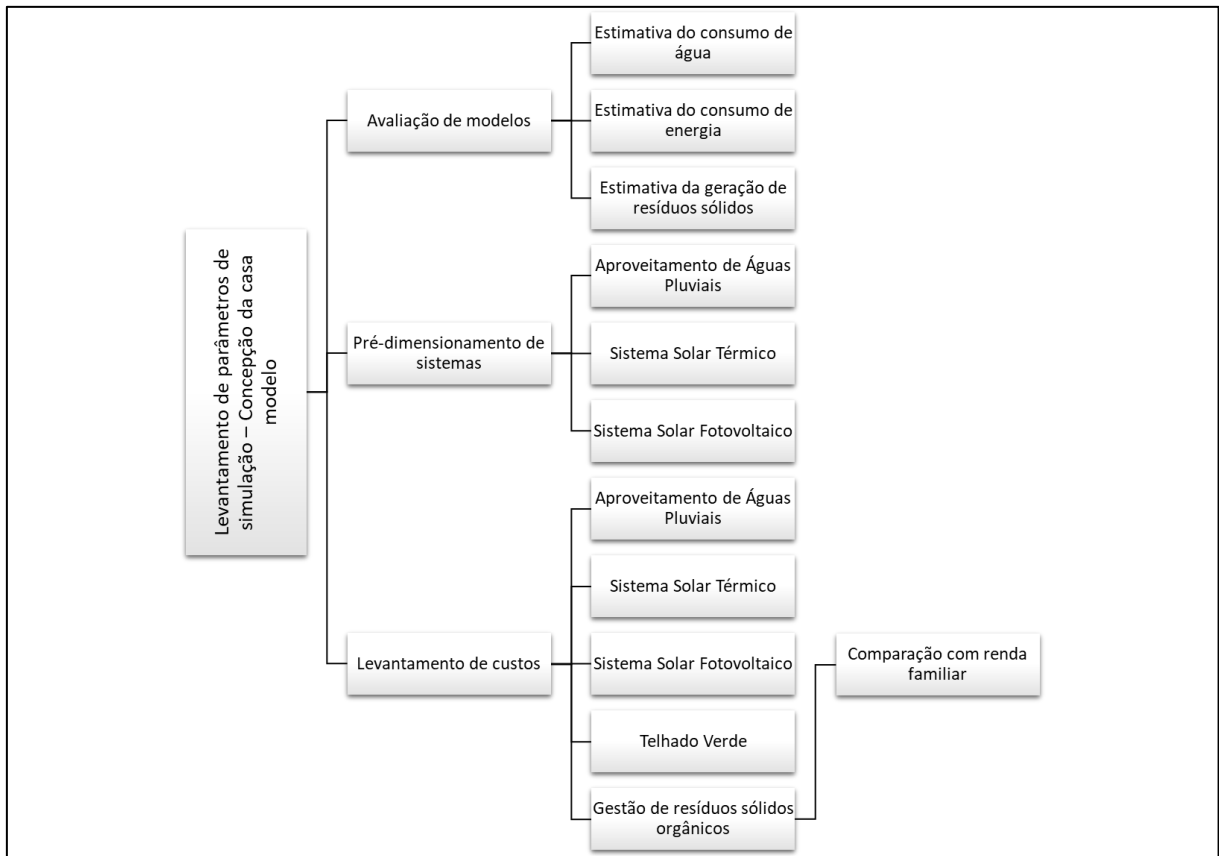 Levantamento de parâmetros de
simulação – Concepção da casa
modelo
Avaliação de modelos
Estimativa do consumo de
água
Estimativa do consumo de
energia
Estimativa da geração de
resíduos sólidos
Pré-dimensionamento de
sistemas
Aproveitamento de Águas
Pluviais
Sistema Solar Térmico
Sistema Solar Fotovoltaico
Levantamento de custos
Aproveitamento de Águas
Pluviais
Sistema Solar Térmico
Sistema Solar Fotovoltaico
Telhado Verde
Gestão de resíduos sólidos
orgânicos
Comparação com renda
familiar